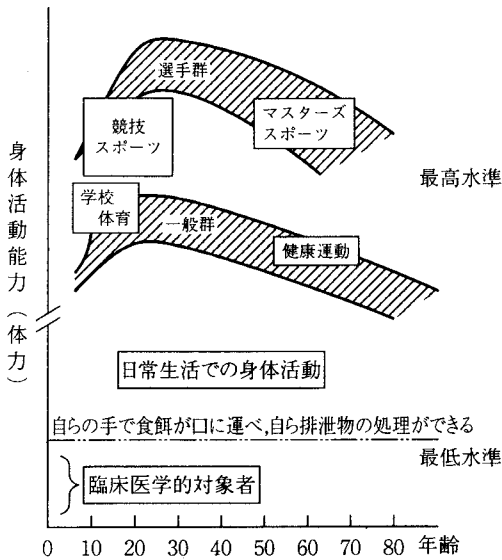 選手群
競技
スポーツ
マスターズ
スポーツ
最高水準
学校
体育
一般群
健康運動
身体活動能力(体力)
日常生活での身体活動
自らの手で食餌が口に運べ,自ら排泄物の処理ができる
最低水準
臨床医学的対象者
0 10 20 30 40 50 60 70 80 年齢